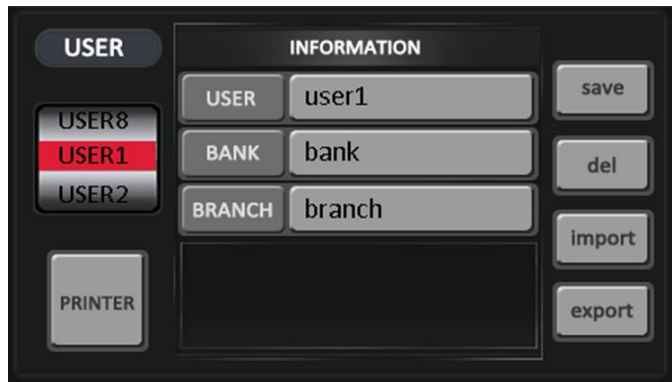 USER
INFORMATION
USER8
USER1
USER2
USER user1
BANK bank
BRANCH branch
PRINTER
save
del
import
export